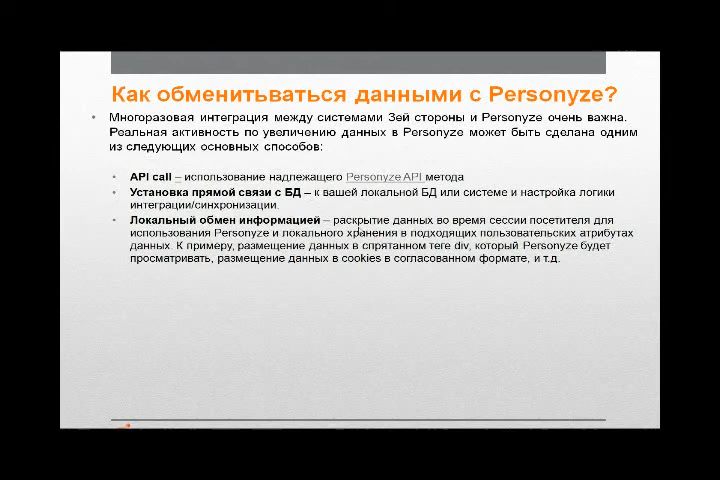 Как обменитьваться данными с Personyze?
• Многоразовая интеграция между системами 3ей стороны и Personyze очень важна.
Реальная активность по увеличению данных в Personyze может быть сделана одним
из следующих основных способов:
• API call – использование надлежащего Personyze API метода
• Установка прямой связи с БД – к вашей локальной БД или системе и настройка логики
интеграции/синхронизации.
• Локальный обмен информацией – раскрытие данных во время сессии посетителя для
использования Personyze и локального хранения в подходящих пользовательских атрибутах
данных. К примеру, размещение данных в спрятанном теге div, который Personyze будет
просматривать, размещение данных в cookies в согласованном формате, и т.д.